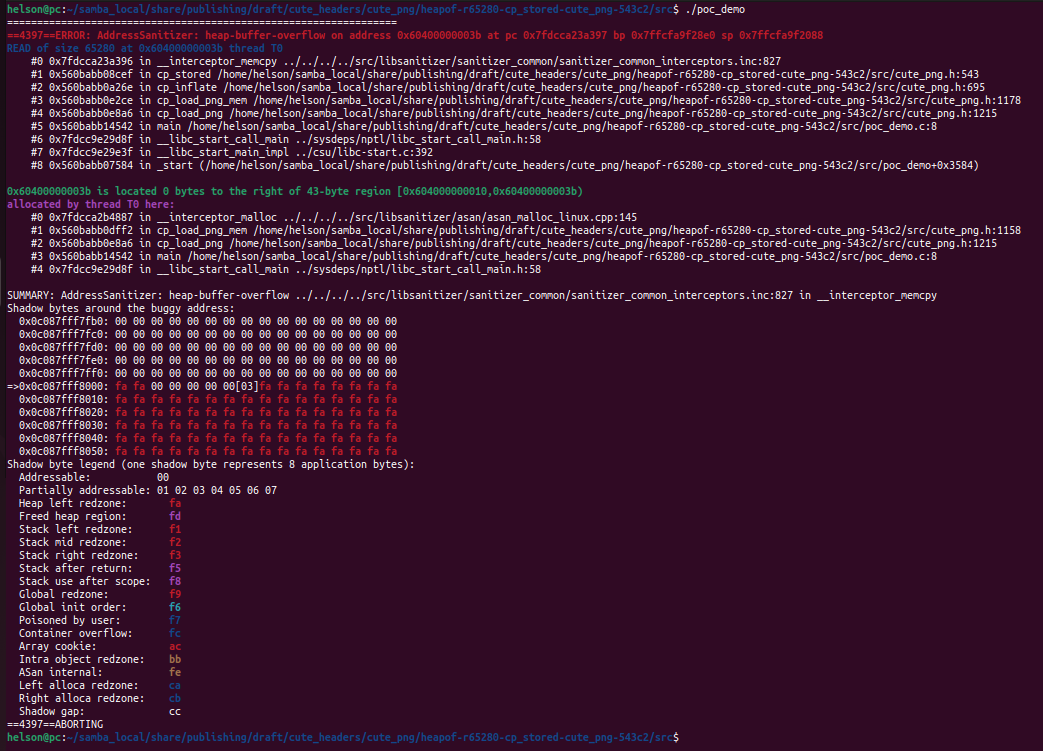 helson@pc:~/samba_local/share/publishing/draft/cute_headers/cute_png/heapof-r65280-cp_stored-cute_png-543c2/src$ ./poc_demo
=================================================================
==4397==ERROR: AddressSanitizer: heap-buffer-overflow on address 0x60400000003b at pc 0x7fdcca23a397 bp 0x7ffcfa9f28e0 sp 0x7ffcfa9f2088
READ of size 65280 at 0x60400000003b thread T0
    #0 0x7fdcca23a396 in __interceptor_memcpy ../../../../src/libsanitizer/sanitizer_common/sanitizer_common_interceptors.inc:827
    #1 0x560babb08cef in cp_stored /home/helson/samba_local/share/publishing/draft/cute_headers/cute_png/heapof-r65280-cp_stored-cute_png-543c2/src/cute_png.h:543
    #2 0x560babb0a26e in cp_inflate /home/helson/samba_local/share/publishing/draft/cute_headers/cute_png/heapof-r65280-cp_stored-cute_png-543c2/src/cute_png.h:695
    #3 0x560babb0e2ce in cp_load_png_mem /home/helson/samba_local/share/publishing/draft/cute_headers/cute_png/heapof-r65280-cp_stored-cute_png-543c2/src/cute_png.h:1178
    #4 0x560babb0e8a6 in cp_load_png /home/helson/samba_local/share/publishing/draft/cute_headers/cute_png/heapof-r65280-cp_stored-cute_png-543c2/src/cute_png.h:1215
    #5 0x560babb14542 in main /home/helson/samba_local/share/publishing/draft/cute_headers/cute_png/heapof-r65280-cp_stored-cute_png-543c2/src/poc_demo.c:8
    #6 0x7fdcc9e29d8f in __libc_start_call_main ../sysdeps/nptl/libc_start_call_main.h:58
    #7 0x7fdcc9e29e3f in __libc_start_main_impl ../csu/libc-start.c:392
    #8 0x560babb07584 in _start (/home/helson/samba_local/share/publishing/draft/cute_headers/cute_png/heapof-r65280-cp_stored-cute_png-543c2/src/poc_demo+0x3584)

0x60400000003b is located 0 bytes to the right of 43-byte region [0x604000000010,0x60400000003b)
allocated by thread T0 here:
    #0 0x7fdcca2b4887 in __interceptor_malloc ../../../../src/libsanitizer/asan/asan_malloc_linux.cpp:145
    #1 0x560babb0dff2 in cp_load_png_mem /home/helson/samba_local/share/publishing/draft/cute_headers/cute_png/heapof-r65280-cp_stored-cute_png-543c2/src/cute_png.h:1158
    #2 0x560babb0e8a6 in cp_load_png /home/helson/samba_local/share/publishing/draft/cute_headers/cute_png/heapof-r65280-cp_stored-cute_png-543c2/src/cute_png.h:1215
    #3 0x560babb14542 in main /home/helson/samba_local/share/publishing/draft/cute_headers/cute_png/heapof-r65280-cp_stored-cute_png-543c2/src/poc_demo.c:8
    #4 0x7fdcc9e29d8f in __libc_start_call_main ../sysdeps/nptl/libc_start_call_main.h:58

SUMMARY: AddressSanitizer: heap-buffer-overflow ../../../../src/libsanitizer/sanitizer_common/sanitizer_common_interceptors.inc:827 in __interceptor_memcpy
Shadow bytes around the buggy address:
  0x0c087fff7fb0: 00 00 00 00 00 00 00 00 00 00 00 00 00 00 00 00
  0x0c087fff7fc0: 00 00 00 00 00 00 00 00 00 00 00 00 00 00 00 00
  0x0c087fff7fd0: 00 00 00 00 00 00 00 00 00 00 00 00 00 00 00 00
  0x0c087fff7fe0: 00 00 00 00 00 00 00 00 00 00 00 00 00 00 00 00
  0x0c087fff7ff0: 00 00 00 00 00 00 00 00 00 00 00 00 00 00 00 00
=>0x0c087fff8000: fa fa 00 00 00 00 00[03]fa fa fa fa fa fa fa fa
  0x0c087fff8010: fa fa fa fa fa fa fa fa fa fa fa fa fa fa fa fa
  0x0c087fff8020: fa fa fa fa fa fa fa fa fa fa fa fa fa fa fa fa
  0x0c087fff8030: fa fa fa fa fa fa fa fa fa fa fa fa fa fa fa fa
  0x0c087fff8040: fa fa fa fa fa fa fa fa fa fa fa fa fa fa fa fa
  0x0c087fff8050: fa fa fa fa fa fa fa fa fa fa fa fa fa fa fa fa
Shadow byte legend (one shadow byte represents 8 application bytes):
  Addressable:           00
  Partially addressable: 01 02 03 04 05 06 07
  Heap left redzone:       fa
  Freed heap region:       fd
  Stack left redzone:      f1
  Stack mid redzone:       f2
  Stack right redzone:     f3
  Stack after return:      f5
  Stack use after scope:   f8
  Global redzone:          f9
  Global init order:       f6
  Poisoned by user:        f7
  Container overflow:      fc
  Array cookie:            ac
  Intra object redzone:    bb
  ASan internal:           fe
  Left alloca redzone:     ca
  Right alloca redzone:    cb
  Shadow gap:              cc
==4397==ABORTING
helson@pc:~/samba_local/share/publishing/draft/cute_headers/cute_png/heapof-r65280-cp_stored-cute_png-543c2/src$